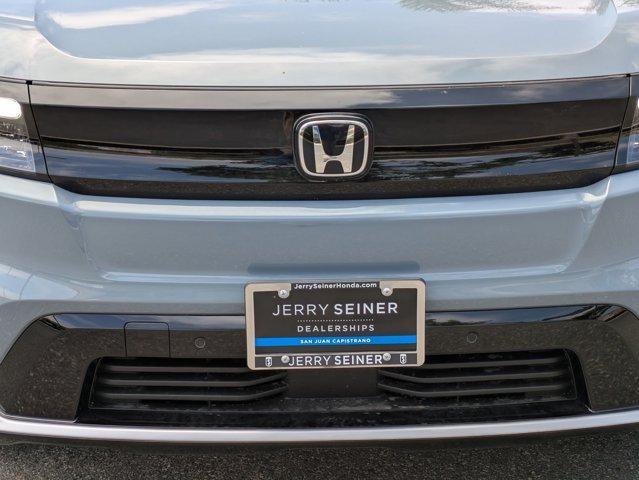 JerrySeinerHonda.com
JERRY SEINER
DEALERSHIPS
SAN JUAN CAPISTRANO
JERRY SEINER